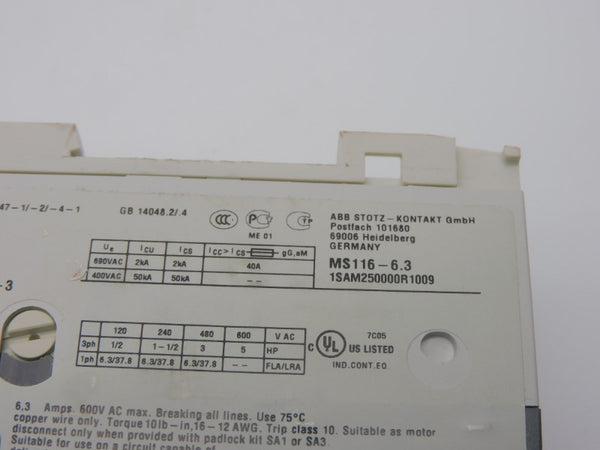 47-1/-2/-4-1
GB 14048.2/.4
CCC
ME 01
ABB STOTZ-KONTAKT GmbH
Postfach 101680
69006 Heidelberg
GERMANY
MS116-6.3
1SAM250000R1009
Ue ICU ICS ICC>ICS gG,aM
690VAC 2kA 2kA 40A
400VAC 50kA 50kA --
-3
120 240 480 600 V AC
3ph 1/2 1-1/2 3 5 HP
1ph 6.3/37.8 6.3/37.8 6.3/37.8 -- FLA/LRA
C UL US LISTED
7C05
IND.CONT.EQ.
6.3 Amps. 600V AC max. Breaking all lines. Use 75°C
copper wire only. Torque 10lb-in,16-12 AWG. Trip class 10. Suitable as motor
disconnect only when provided with padlock kit SA1 or SA3.
Suitable for use on a circuit capable of